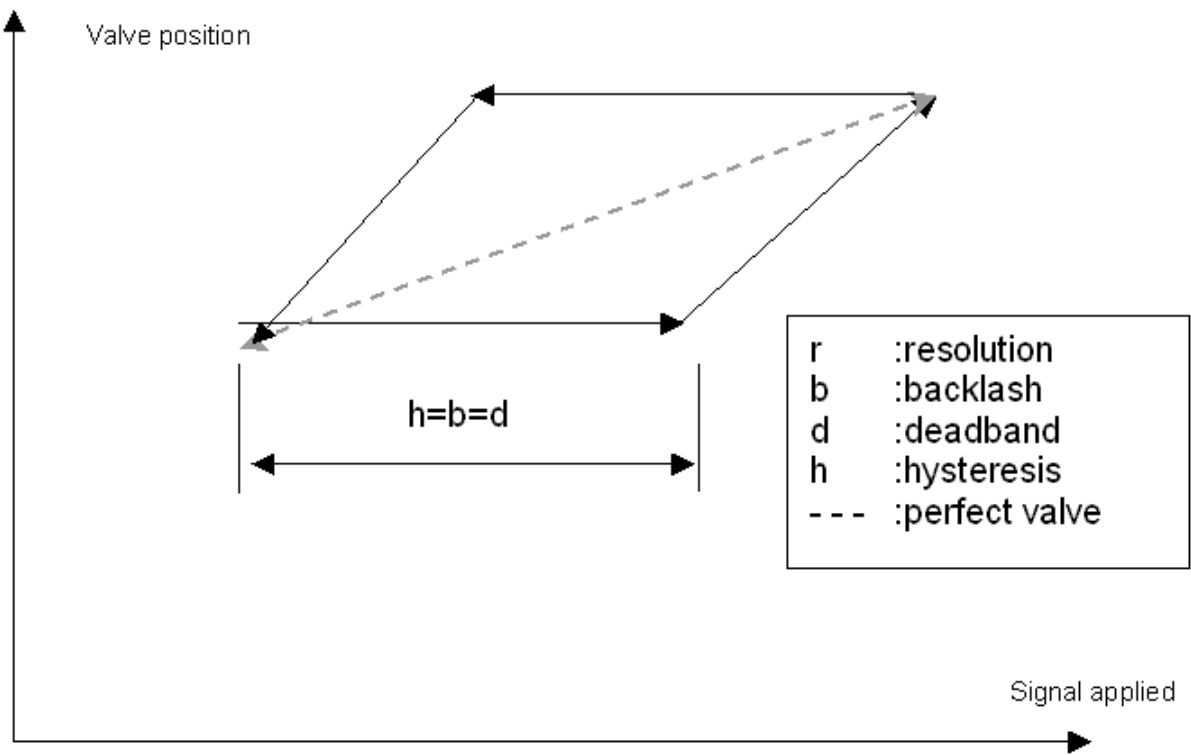 Valve position
h=b=d
r :resolution
b :backlash
d :deadband
h :hysteresis
--- :perfect valve
Signal applied